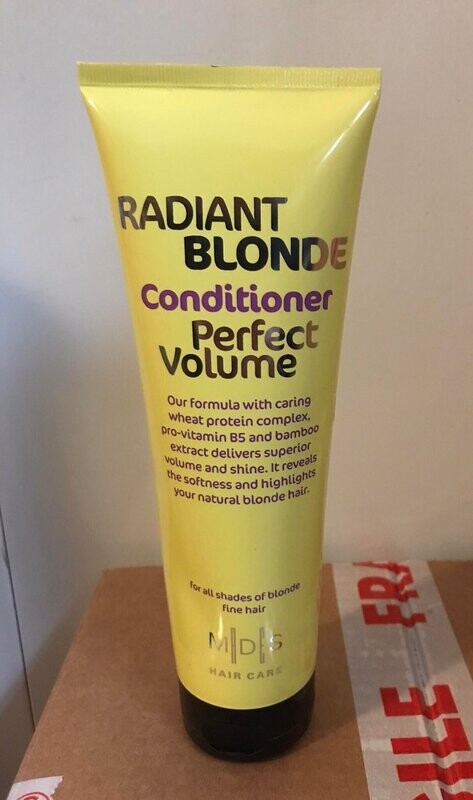 RADIANT
BLONDE
Conditioner
Perfect
Volume
Our formula with caring
wheat protein complex,
pro-vitamin B5 and bamboo
extract delivers superior
volume and shine. It reveals
the softness and highlights
your natural blonde hair.
for all shades of blonde
fine hair
M|D|S
HAIR CARE
FRA
ILE